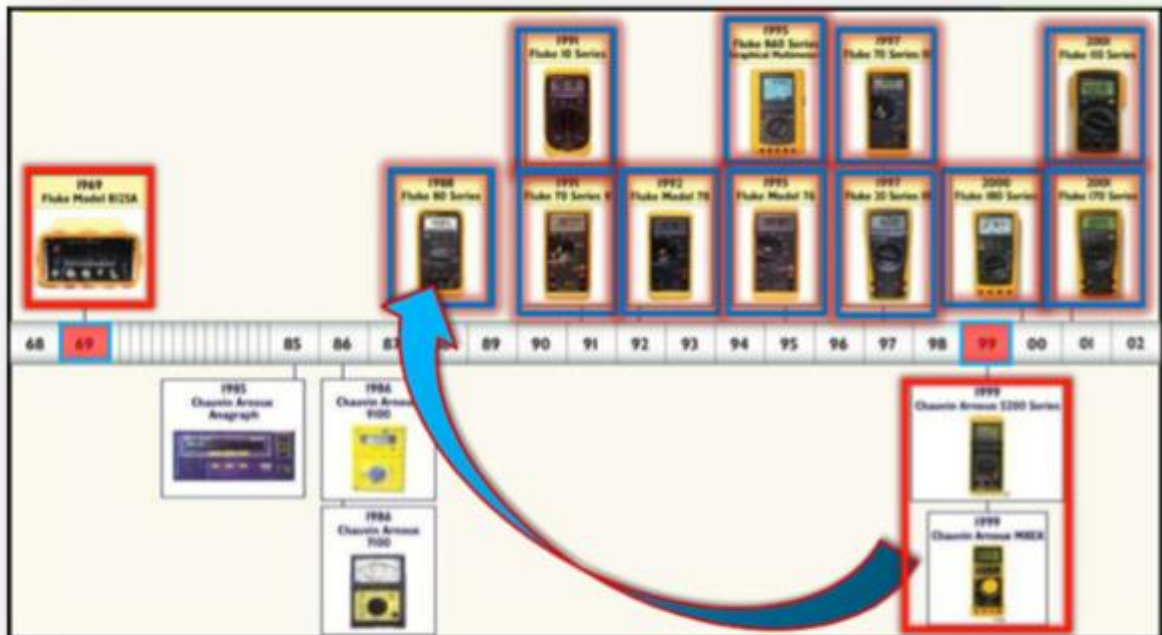 1991
Fluke 10 Series
1995
Fluke 860 Series
Graphical Multimeter
1997
Fluke 70 Series III
2001
Fluke 110 Series
1969
Fluke Model 8125A
1988
Fluke 80 Series
1991
Fluke 70 Series II
1992
Fluke Model 78
1995
Fluke Model 76
1997
Fluke 20 Series III
2000
Fluke 180 Series
2001
Fluke 170 Series
68 69 85 86 87 89 90 91 92 93 94 95 96 97 98 99 00 01 02
1985
Chauvin Arnoux
Anagraph
1986
Chauvin Arnoux
9100
1986
Chauvin Arnoux
7100
1999
Chauvin Arnoux 5200 Series
1999
Chauvin Arnoux